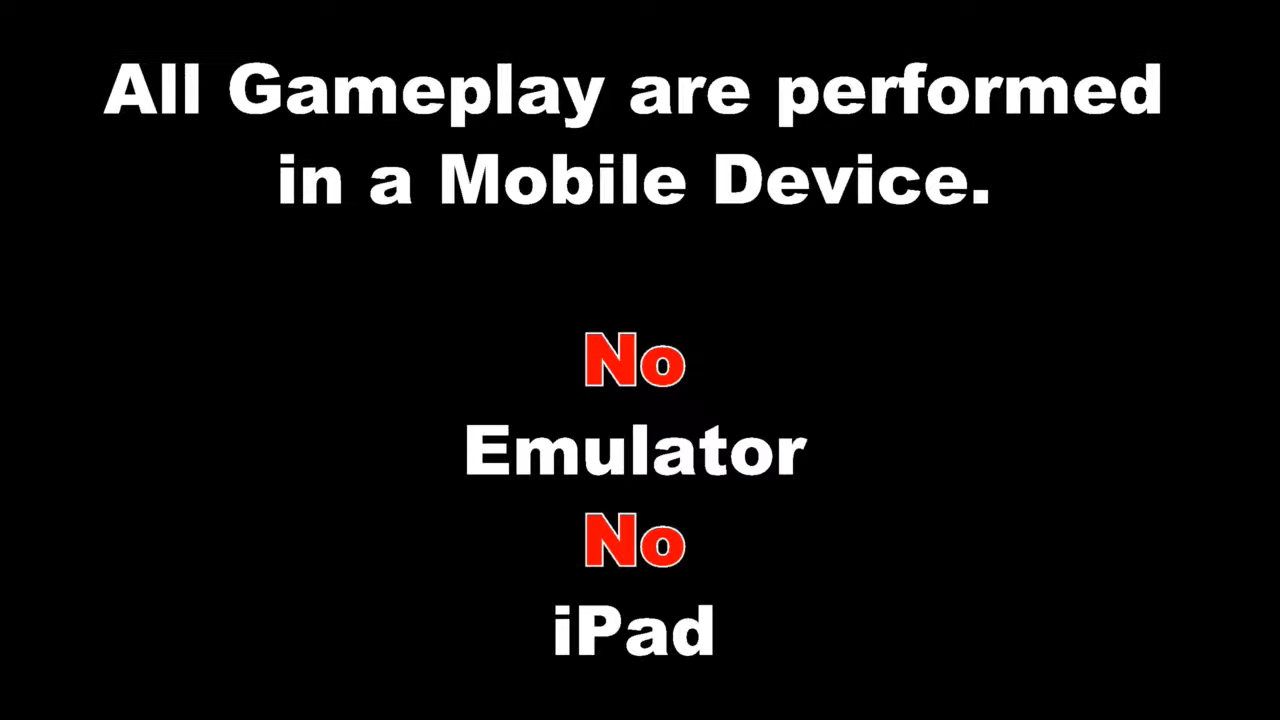 All Gameplay are performed
in a Mobile Device.
No
Emulator
No
iPad